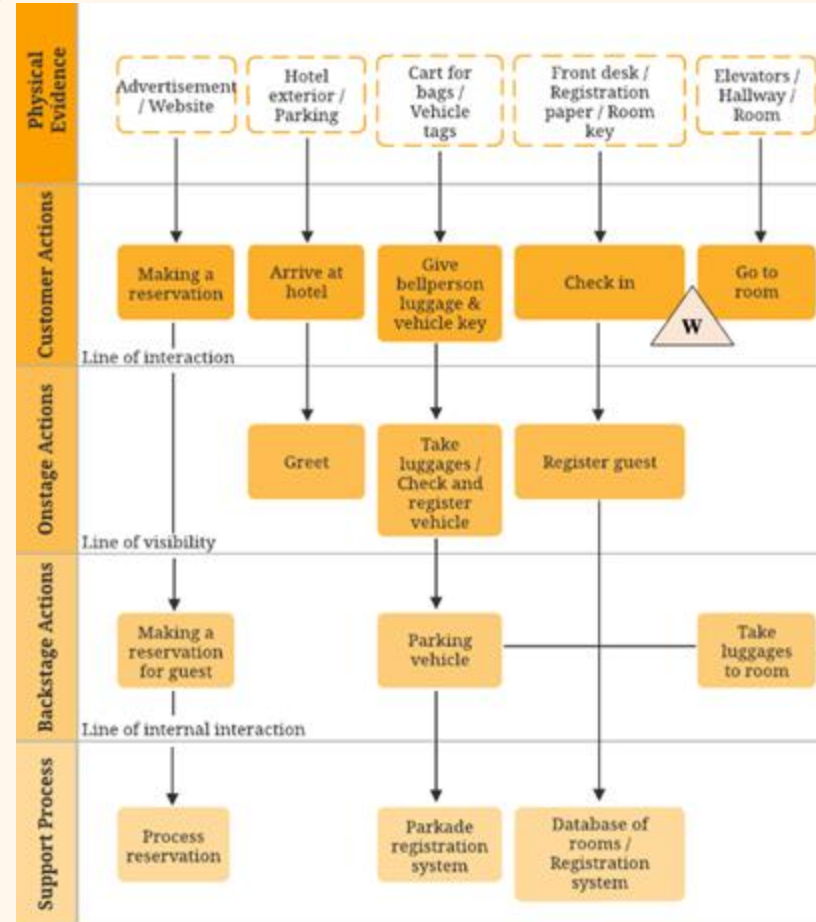 Physical
Evidence
Advertisement
/ Website
Hotel
exterior /
Parking
Cart for
bags /
Vehicle
tags
Front desk /
Registration
paper / Room
key
Elevators /
Hallway /
Room
Customer Actions
Making a
reservation
Arrive at
hotel
Give
bellperson
luggage &
vehicle key
Check in
W
Go to
room
Line of interaction
Onstage Actions
Greet
Take
luggages /
Check and
register
vehicle
Register guest
Line of visibility
Backstage Actions
Making a
reservation
for guest
Parking
vehicle
Take
luggages
to room
Line of internal interaction
Support Process
Process
reservation
Parkade
registration
system
Database of
rooms /
Registration
system